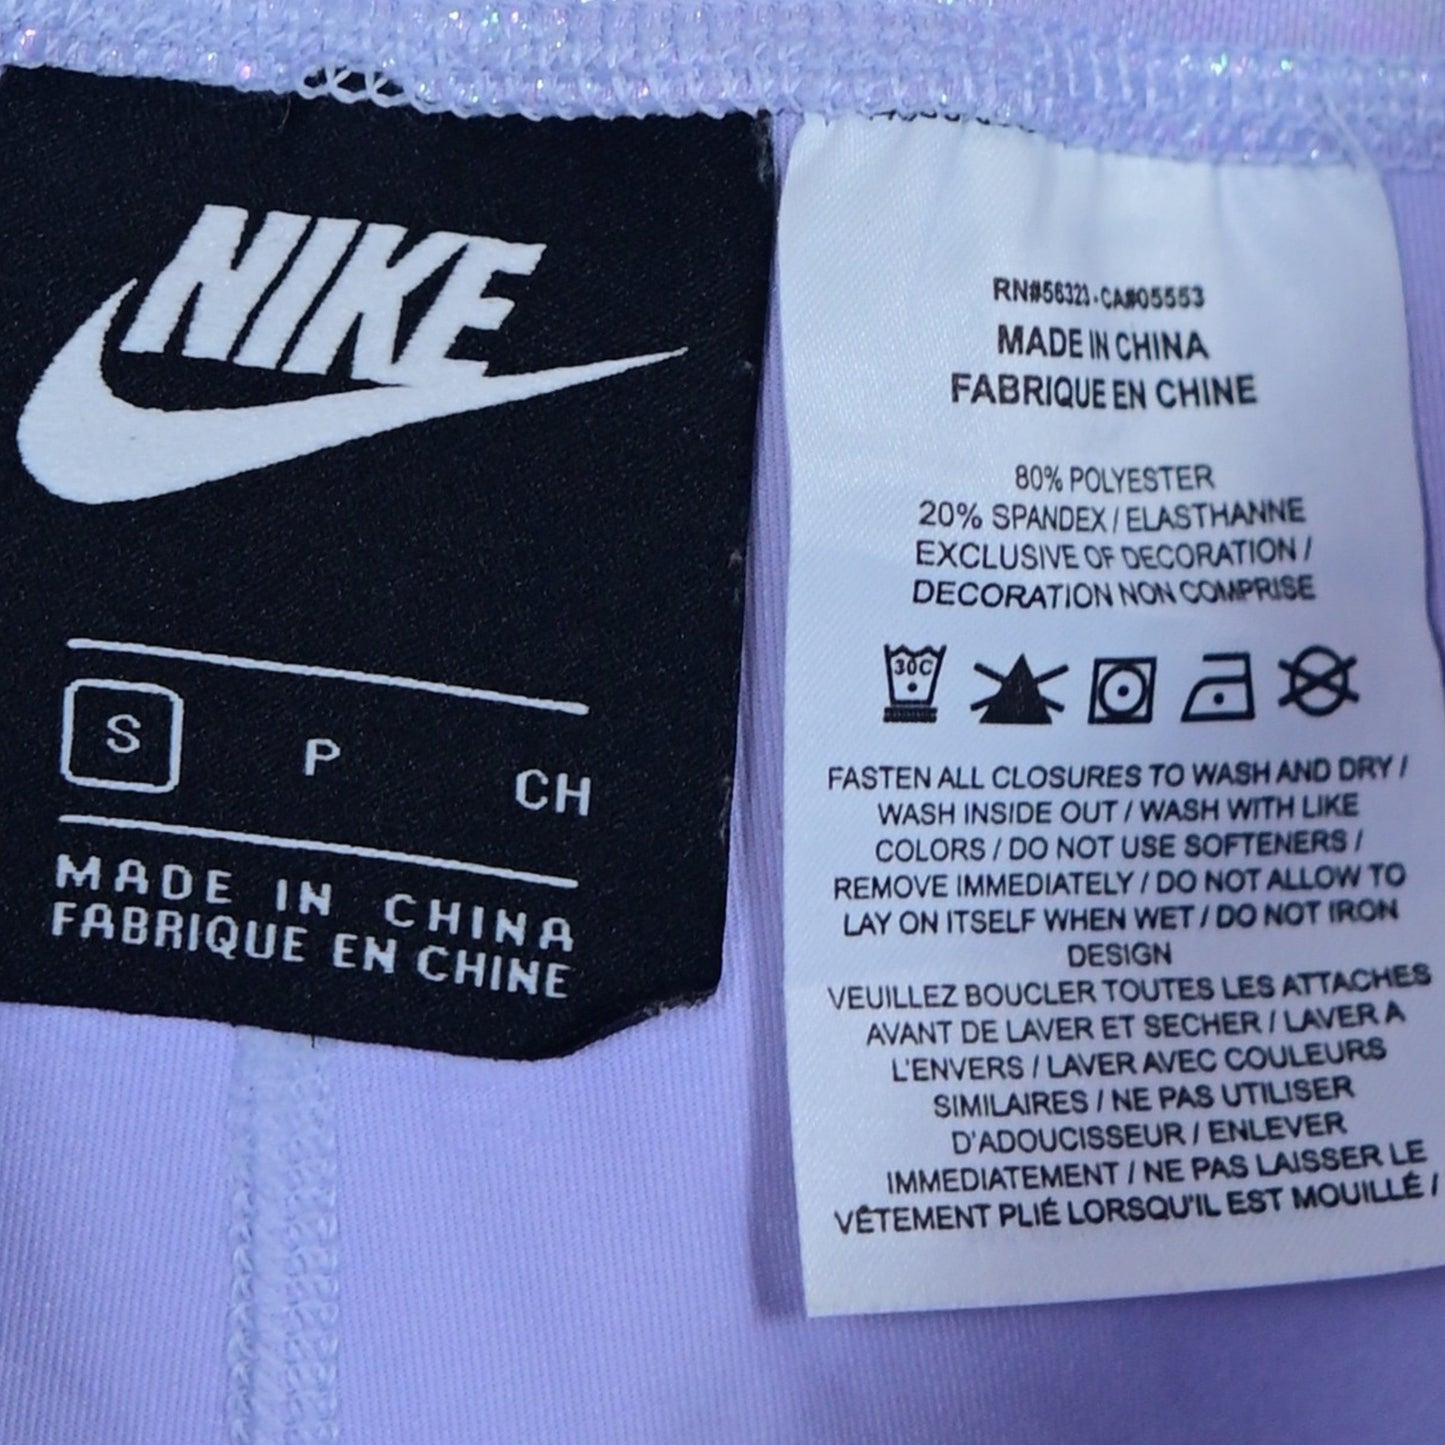 NIKE
S P CH
MADE IN CHINA
FABRIQUE EN CHINE
RN#56323-CA#05553
MADE IN CHINA
FABRIQUE EN CHINE
80% POLYESTER
20% SPANDEX / ELASTHANNE
EXCLUSIVE OF DECORATION /
DECORATION NON COMPRISE
30C
FASTEN ALL CLOSURES TO WASH AND DRY /
WASH INSIDE OUT / WASH WITH LIKE
COLORS / DO NOT USE SOFTENERS /
REMOVE IMMEDIATELY / DO NOT ALLOW TO
LAY ON ITSELF WHEN WET / DO NOT IRON
DESIGN
VEUILLEZ BOUCLER TOUTES LES ATTACHES
AVANT DE LAVER ET SECHER / LAVER A
L'ENVERS / LAVER AVEC COULEURS
SIMILAIRES / NE PAS UTILISER
D'ADOUCISSEUR / ENLEVER
IMMEDIATEMENT / NE PAS LAISSER LE
VÊTEMENT PLIÉ LORSQU'IL EST MOUILLÉ /